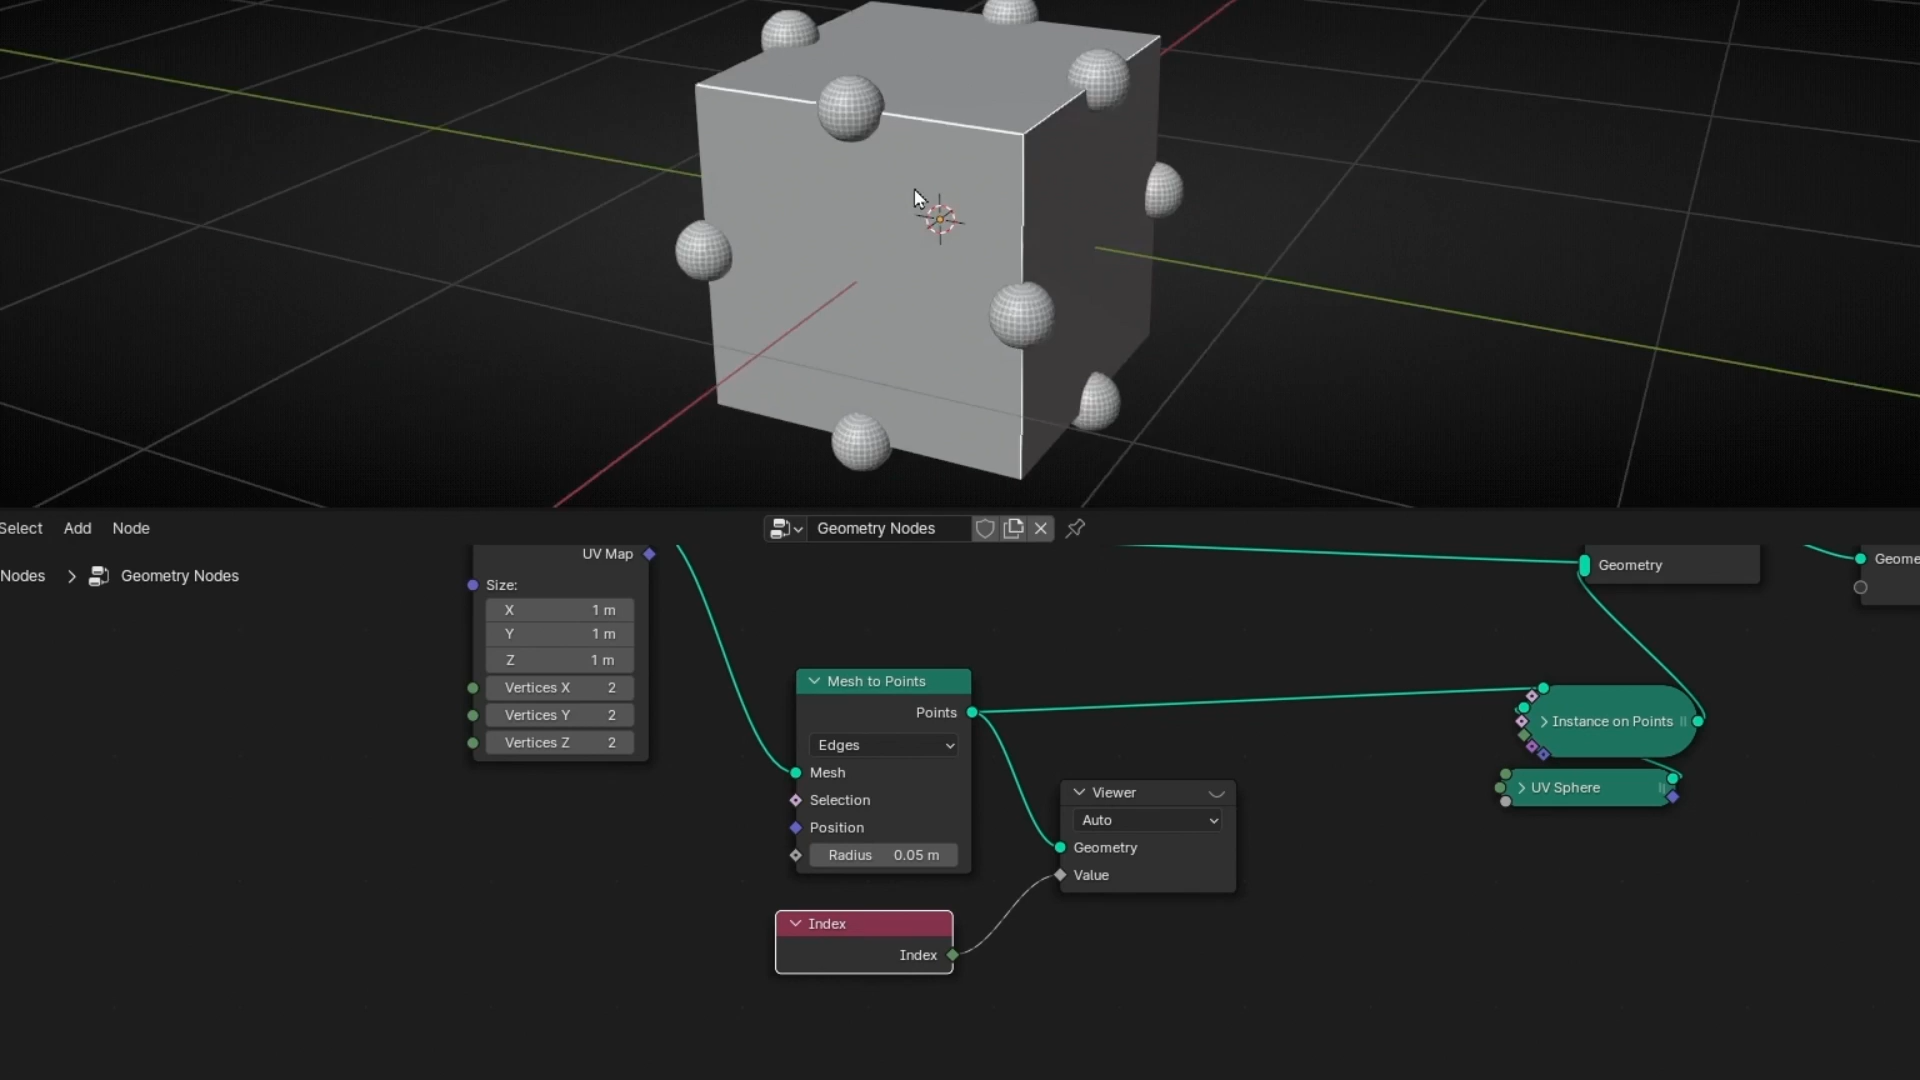 Select Add Node
Geometry Nodes
Nodes
Geometry Nodes
UV Map
Size:
X 1 m
Y 1 m
Z 1 m
Vertices X 2
Vertices Y 2
Vertices Z 2
Mesh to Points
Points
Edges
Mesh
Selection
Position
Radius 0.05 m
Index
Index
Viewer
Auto
Geometry
Value
Geometry
Instance on Points
UV Sphere
Geome